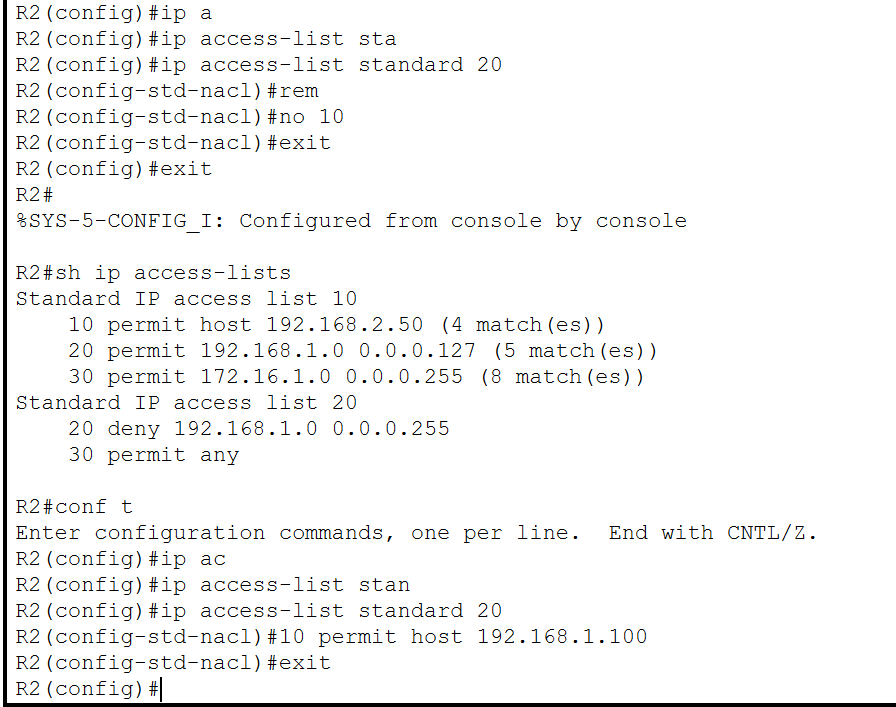 R2(config)#ip a
R2(config)#ip access-list sta
R2(config)#ip access-list standard 20
R2(config-std-nacl)#rem
R2(config-std-nacl)#no 10
R2(config-std-nacl)#exit
R2(config)#exit
R2#
%SYS-5-CONFIG_I: Configured from console by console

R2#sh ip access-lists
Standard IP access list 10
    10 permit host 192.168.2.50 (4 match(es))
    20 permit 192.168.1.0 0.0.0.127 (5 match(es))
    30 permit 172.16.1.0 0.0.0.255 (8 match(es))
Standard IP access list 20
    20 deny 192.168.1.0 0.0.0.255
    30 permit any

R2#conf t
Enter configuration commands, one per line.  End with CNTL/Z.
R2(config)#ip ac
R2(config)#ip access-list stan
R2(config)#ip access-list standard 20
R2(config-std-nacl)#10 permit host 192.168.1.100
R2(config-std-nacl)#exit
R2(config)#